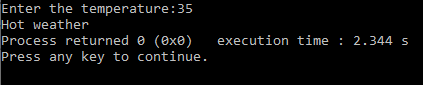 Enter the temperature:35
Hot weather
Process returned 0 (0x0)   execution time : 2.344 s
Press any key to continue.